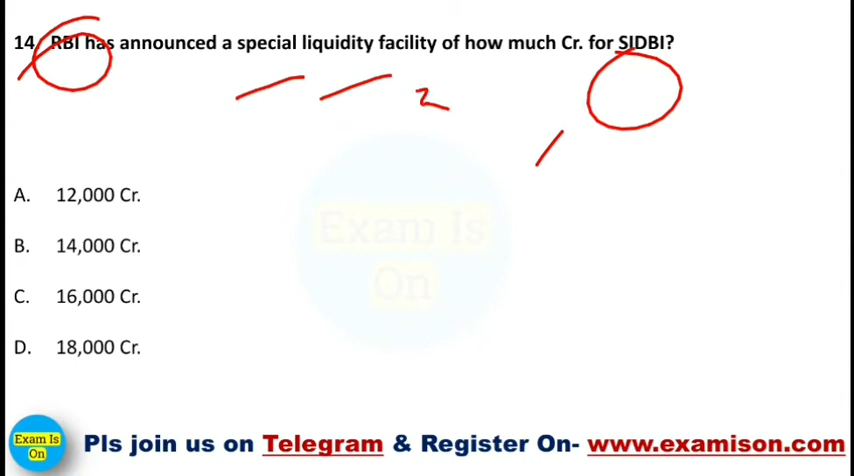 14. RBI has announced a special liquidity facility of how much Cr. for SIDBI?
2
A. 12,000 Cr.
Exam Is
B. 14,000 Cr.
On
C. 16,000 Cr.
D. 18,000 Cr.
Exam Is
On
Pls join us on Telegram & Register On- www.examison.com